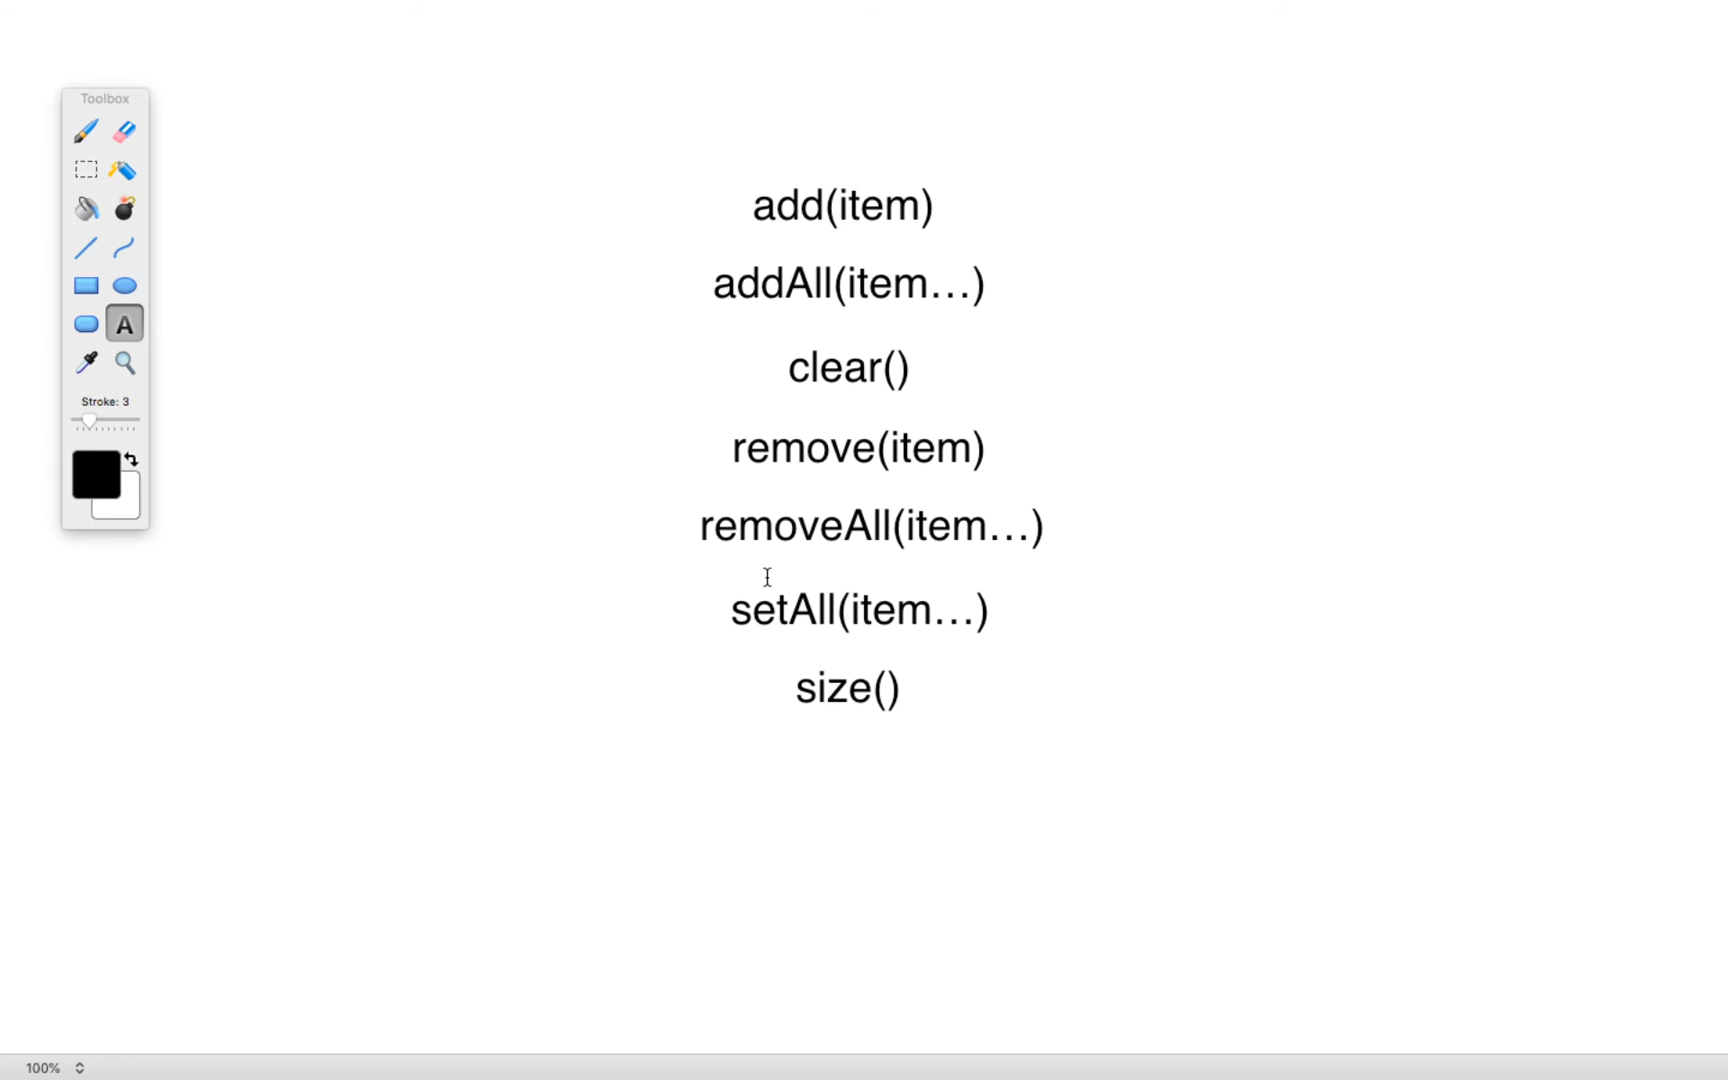 Toolbox
A
Stroke: 3
add(item)
addAll(item…)
clear()
remove(item)
removeAll(item…)
setAll(item…)
size()
100%